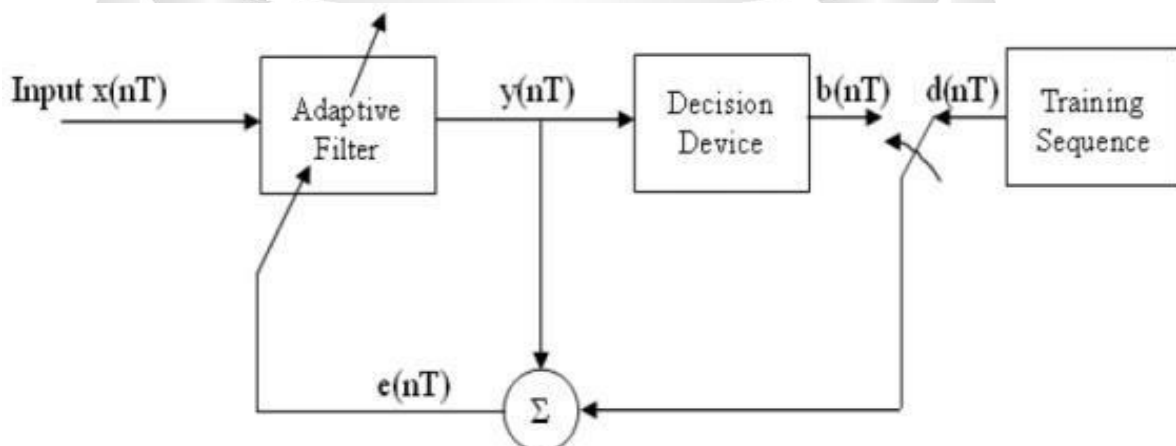 Input x(nT)
Adaptive
Filter
y(nT)
Decision
Device
b(nT)
d(nT)
Training
Sequence
e(nT)
Σ